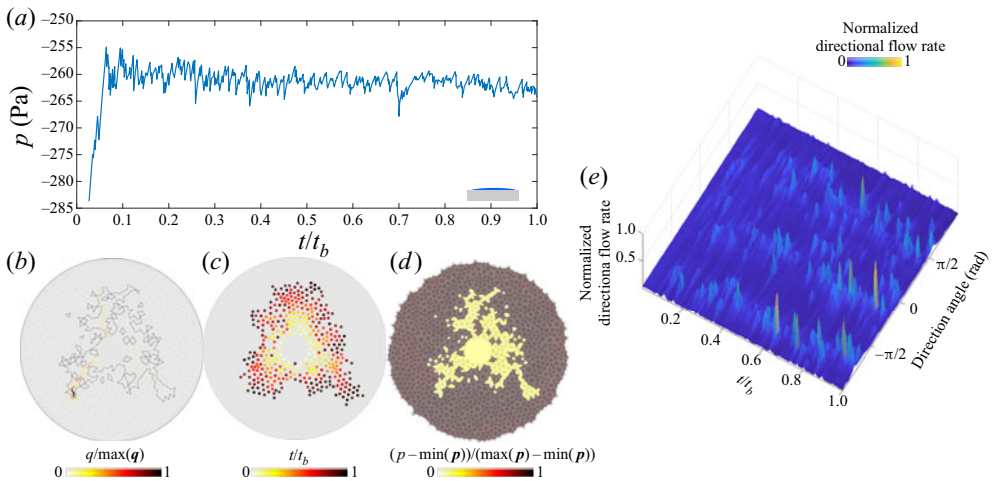 (a)
−250
−255
−260
−265
−270
−275
−280
−285
p (Pa)
0 0.1 0.2 0.3 0.4 0.5 0.6 0.7 0.8 0.9 1.0
t/t_b
(b)
(c)
(d)
q/max(q)
0 1
t/t_b
0 1
(p − min(p))/(max(p) − min(p))
0 1
(e)
Normalized
directional flow rate
0 1
Normalized
directional flow rate
1.0
0.5
0.2
0.4
0.6
0.8
1.0
t/t_b
π/2
0
−π/2
Direction angle (rad)